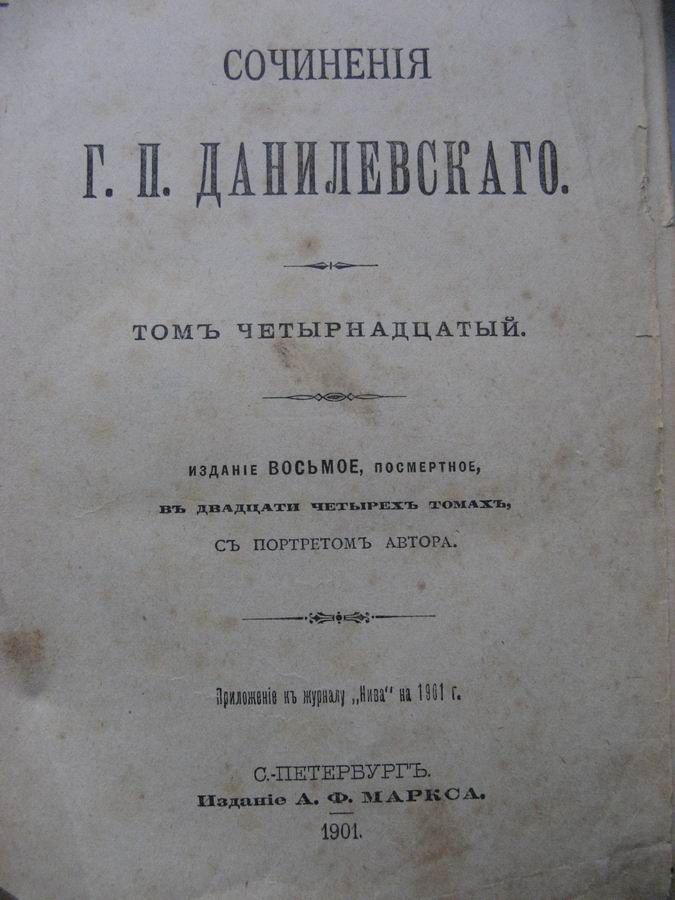 СОЧИНЕНІЯ
Г. П. ДАНИЛЕВСКАГО.
ТОМЪ ЧЕТЫРНАДЦАТЫЙ.
ИЗДАНІЕ ВОСЬМОЕ, ПОСМЕРТНОЕ,
ВЪ ДВАДЦАТИ ЧЕТЫРЕХЪ ТОМАХЪ,
СЪ ПОРТРЕТОМЪ АВТОРА.
Приложеніе къ журналу „Нива“ на 1901 г.
С.-ПЕТЕРБУРГЪ.
Изданіе А. Ф. МАРКСА.
1901.